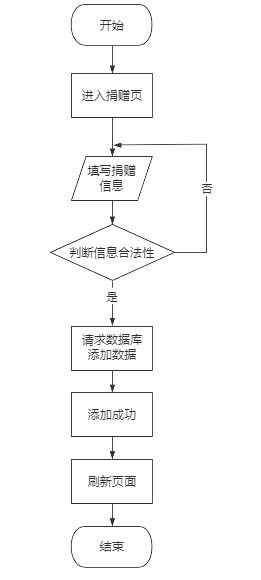 开始
进入捐赠页
填写捐赠
信息
否
判断信息合法性
是
请求数据库
添加数据
添加成功
刷新页面
结束